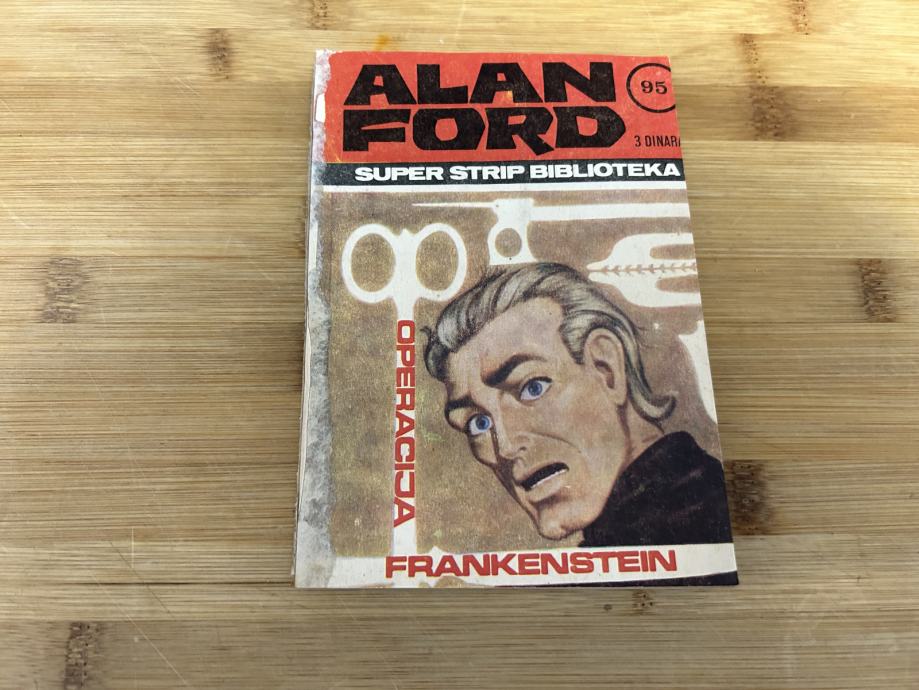 ALAN
FORD
95
3 DINARA
SUPER STRIP BIBLIOTEKA
OPERACIJA
FRANKENSTEIN